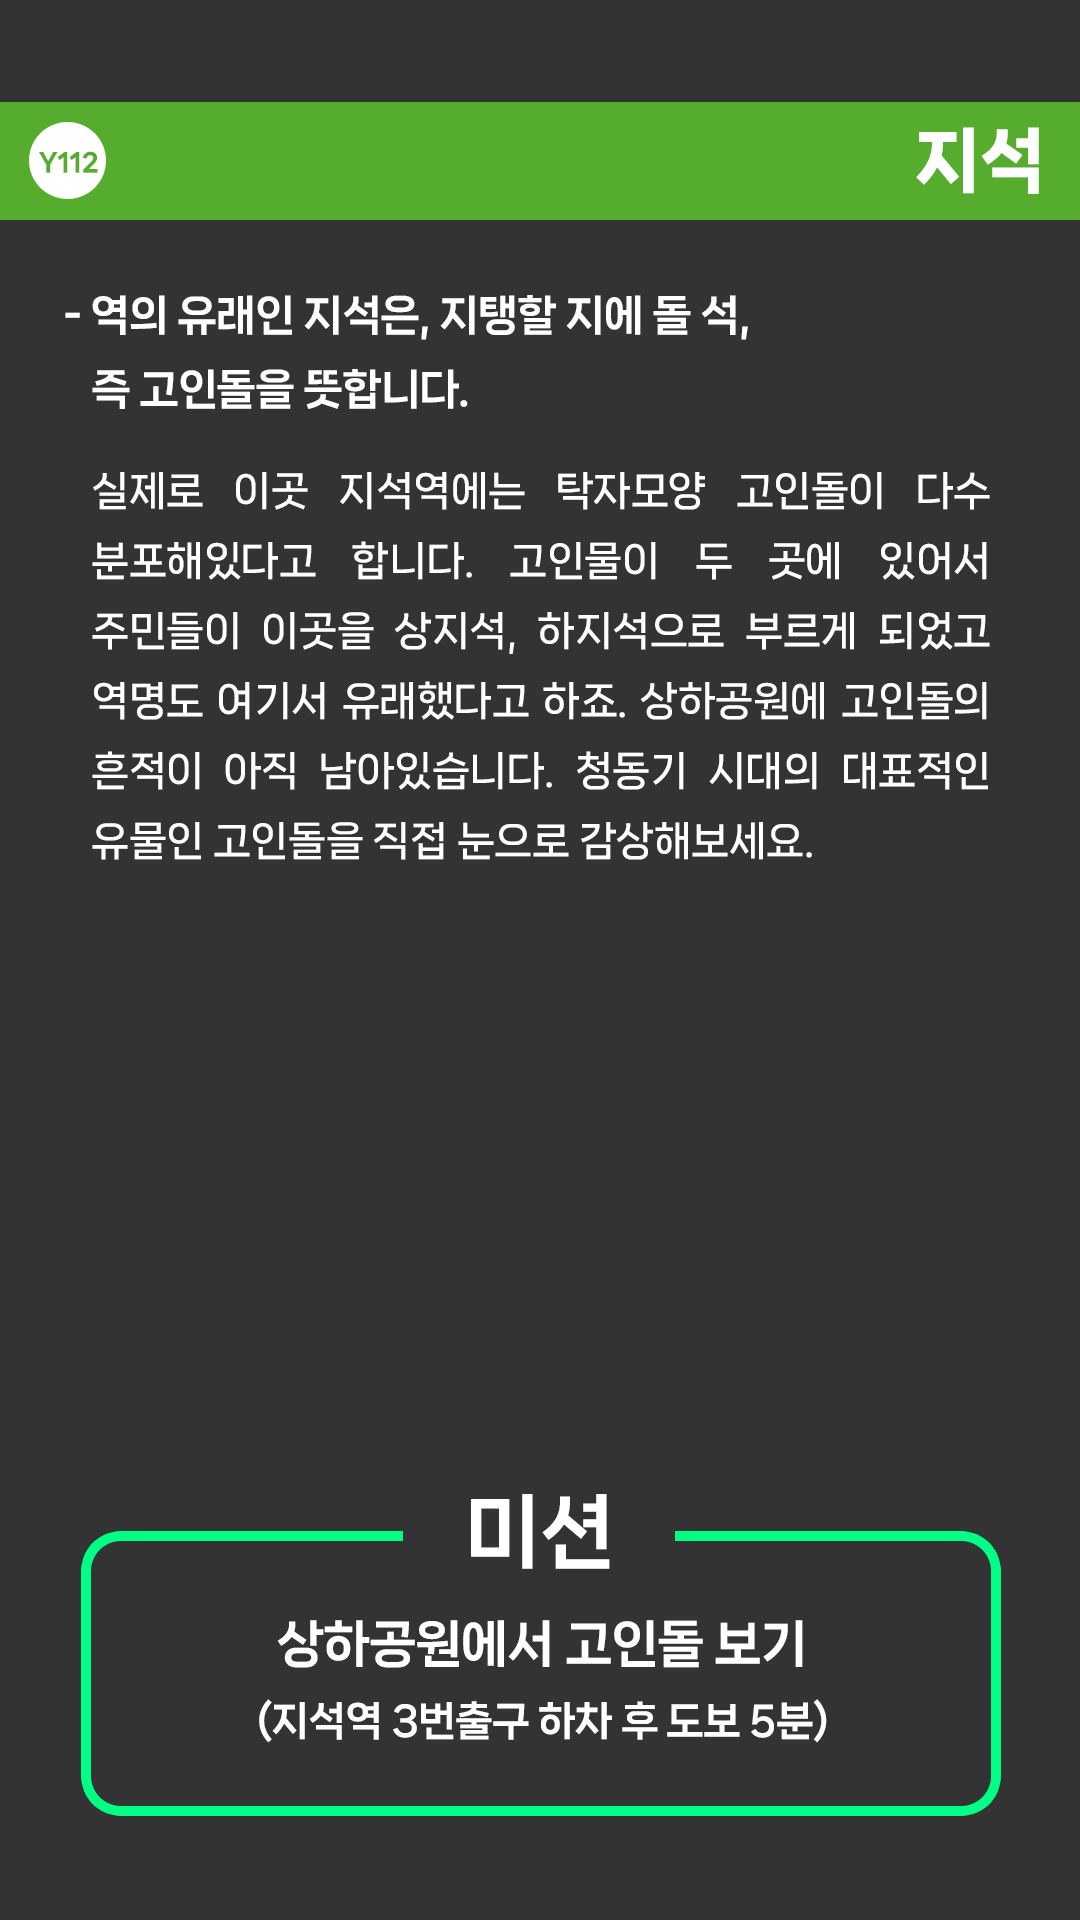 Y112
지석
- 역의 유래인 지석은, 지탱할 지에 돌 석,
즉 고인돌을 뜻합니다.
실제로 이곳 지석역에는 탁자모양 고인돌이 다수
분포해있다고 합니다. 고인물이 두 곳에 있어서
주민들이 이곳을 상지석, 하지석으로 부르게 되었고
역명도 여기서 유래했다고 하죠. 상하공원에 고인돌의
흔적이 아직 남아있습니다. 청동기 시대의 대표적인
유물인 고인돌을 직접 눈으로 감상해보세요.
미션
상하공원에서 고인돌 보기
(지석역 3번출구 하차 후 도보 5분)